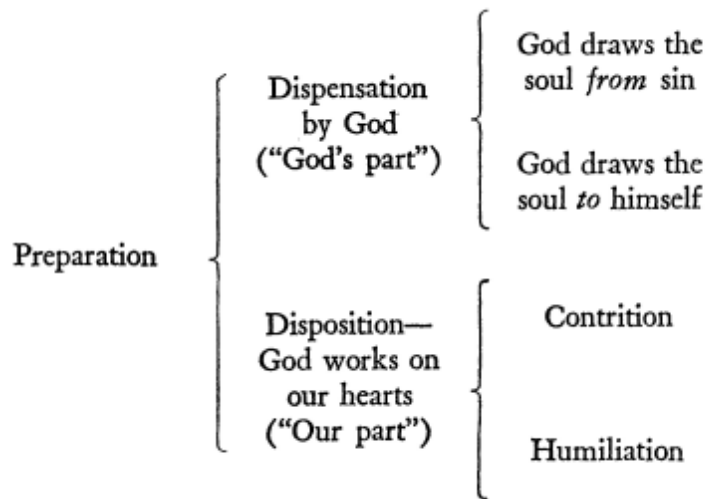 God draws the
soul from sin
Dispensation
by God
(“God’s part”)
God draws the
soul to himself
Preparation
Disposition—
God works on
our hearts
(“Our part”)
Contrition
Humiliation